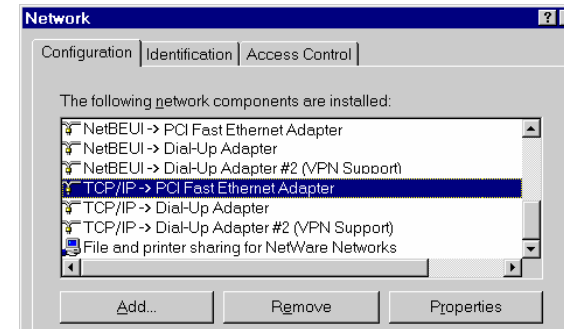 Network ?
Configuration Identification Access Control
The following network components are installed:
NetBEUI -> PCI Fast Ethernet Adapter
NetBEUI -> Dial-Up Adapter
NetBEUI -> Dial-Up Adapter #2 (VPN Support)
TCP/IP -> PCI Fast Ethernet Adapter
TCP/IP -> Dial-Up Adapter
TCP/IP -> Dial-Up Adapter #2 (VPN Support)
File and printer sharing for NetWare Networks
Add... Remove Properties